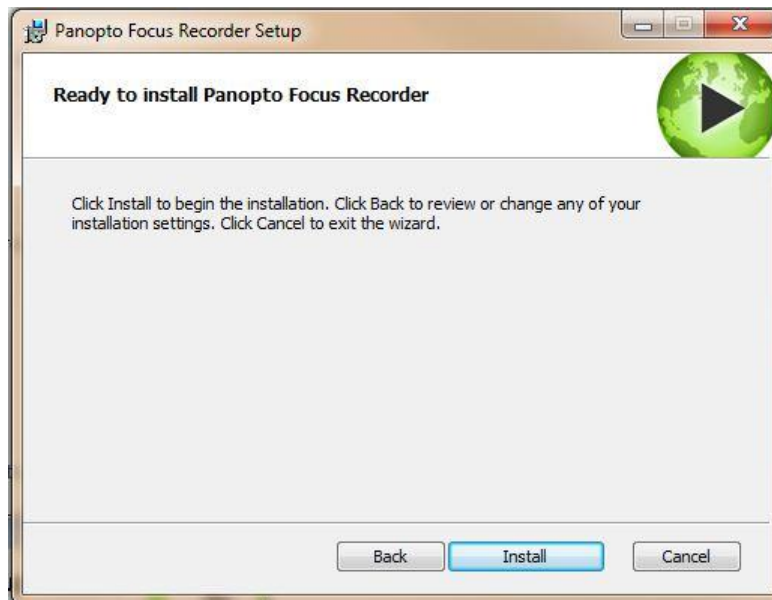 Panopto Focus Recorder Setup
Ready to install Panopto Focus Recorder
Click Install to begin the installation. Click Back to review or change any of your
installation settings. Click Cancel to exit the wizard.
Back Install Cancel